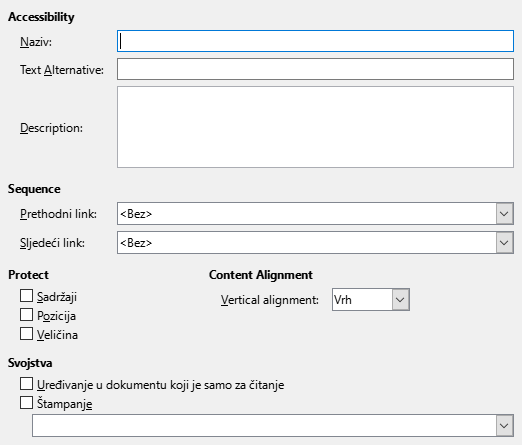 Accessibility
Naziv:
Text Alternative:
Description:
Sequence
Prethodni link: <Bez>
Sljedeći link: <Bez>
Protect Content Alignment
Sadržaji Vertical alignment: Vrh
Pozicija
Veličina
Svojstva
Uređivanje u dokumentu koji je samo za čitanje
Štampanje